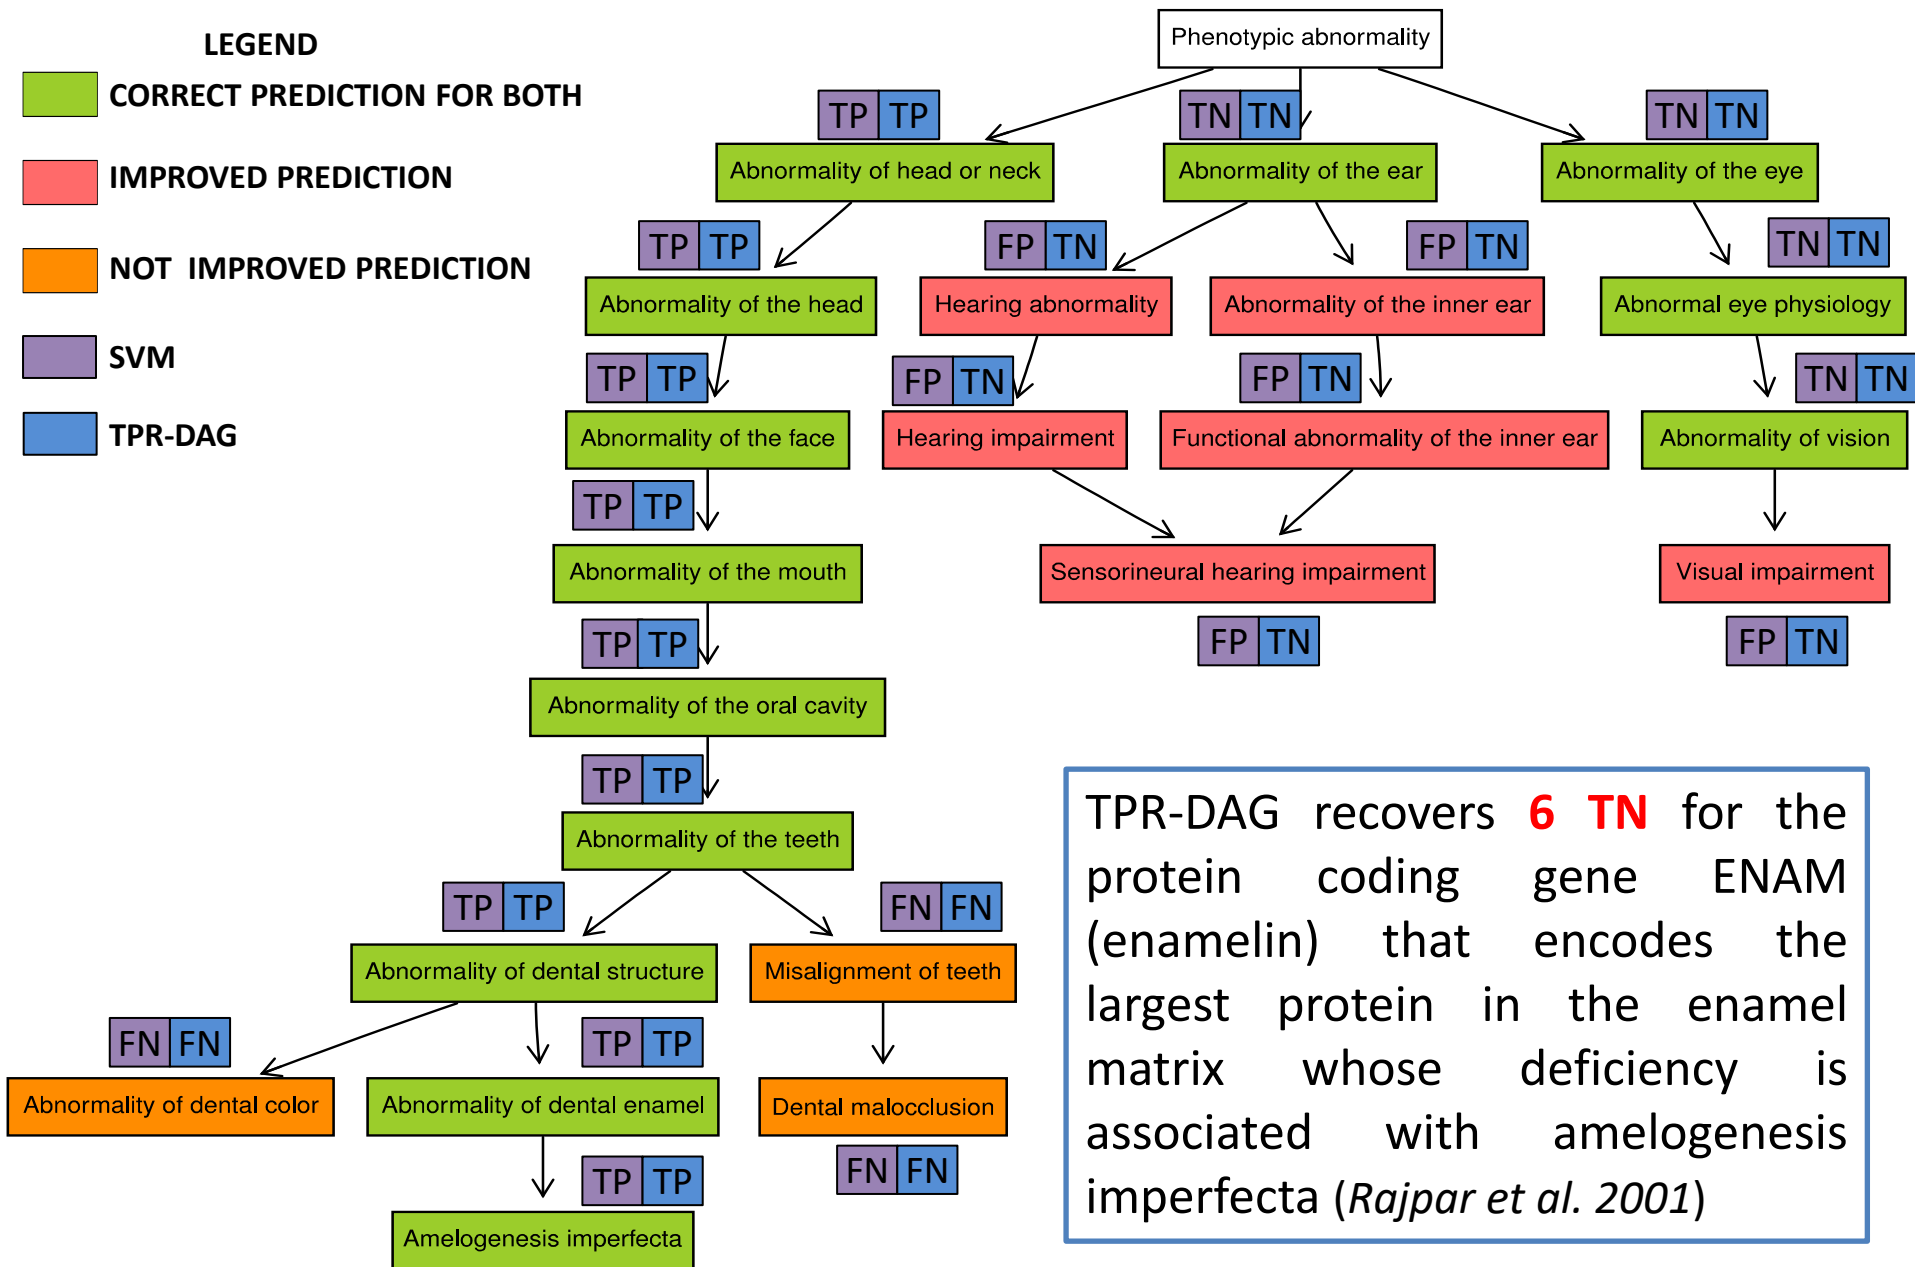 LEGEND
CORRECT PREDICTION FOR BOTH
IMPROVED PREDICTION
NOT IMPROVED PREDICTION
SVM
TPR-DAG
Phenotypic abnormality
TP TP
TN TN
TN TN
Abnormality of head or neck
Abnormality of the ear
Abnormality of the eye
TP TP
FP TN
FP TN
TN TN
Abnormality of the head
Hearing abnormality
Abnormality of the inner ear
Abnormal eye physiology
TP TP
FP TN
FP TN
TN TN
Abnormality of the face
Hearing impairment
Functional abnormality of the inner ear
Abnormality of vision
TP TP
Abnormality of the mouth
Sensorineural hearing impairment
Visual impairment
TP TP
FP TN
FP TN
Abnormality of the oral cavity
TP TP
Abnormality of the teeth
TP TP
FN FN
Abnormality of dental structure
Misalignment of teeth
FN FN
TP TP
Abnormality of dental color
Abnormality of dental enamel
Dental malocclusion
TP TP
FN FN
Amelogenesis imperfecta
TPR-DAG recovers 6 TN for the
protein coding gene ENAM
(enamelin) that encodes the
largest protein in the enamel
matrix whose deficiency is
associated with amelogenesis
imperfecta (Rajpar et al. 2001)